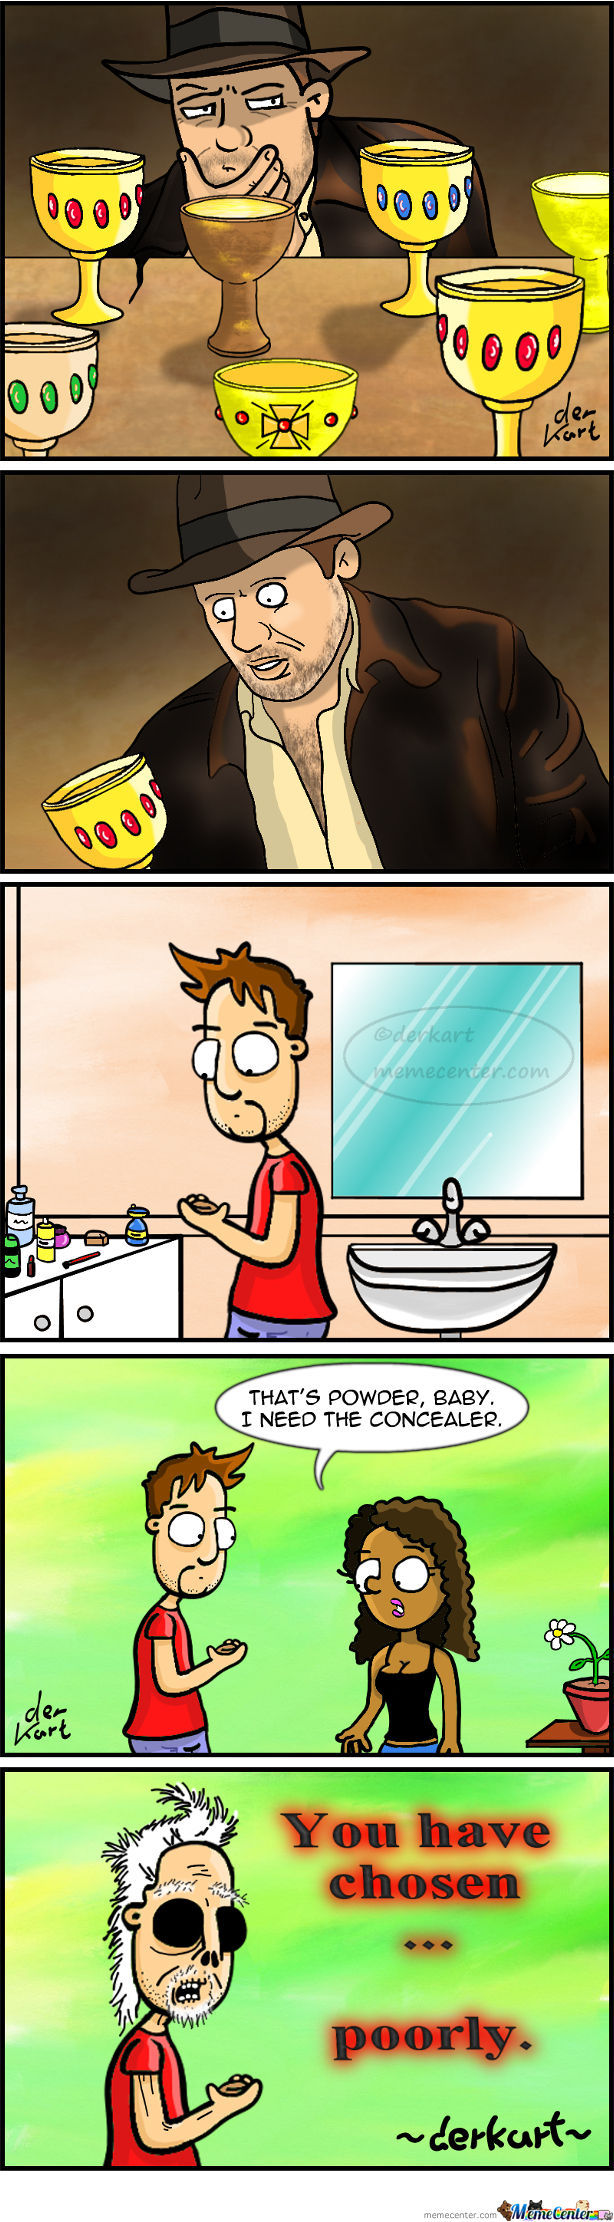 der
kart
©derkart
memecenter.com
THAT'S POWDER, BABY.
I NEED THE CONCEALER.
der
kart
You have
chosen
...
poorly.
~derkart~
memecenter.com MemeCenter